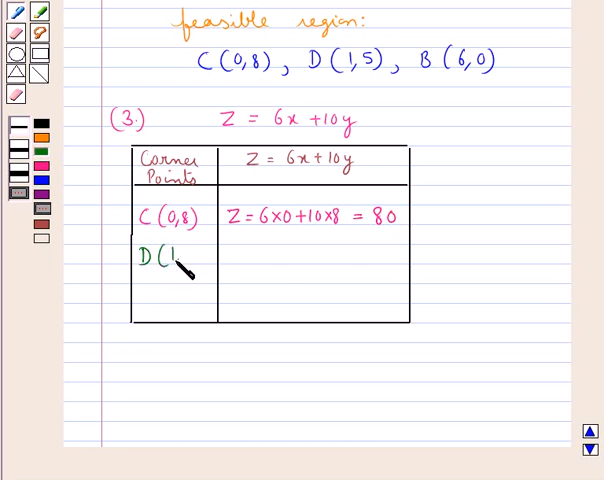 feasible region:
C (0,8) , D (1,5) , B (6,0)
(3.) Z = 6x +10y
Corner Points
Z = 6x+10y
C (0,8) Z = 6×0+10×8 = 80
D (1